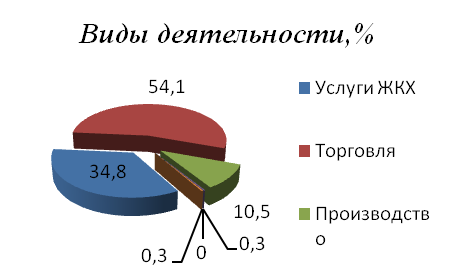 Виды деятельности,%
54,1
34,8
10,5
0,3
0
0,3
Услуги ЖКХ
Торговля
Производств
о